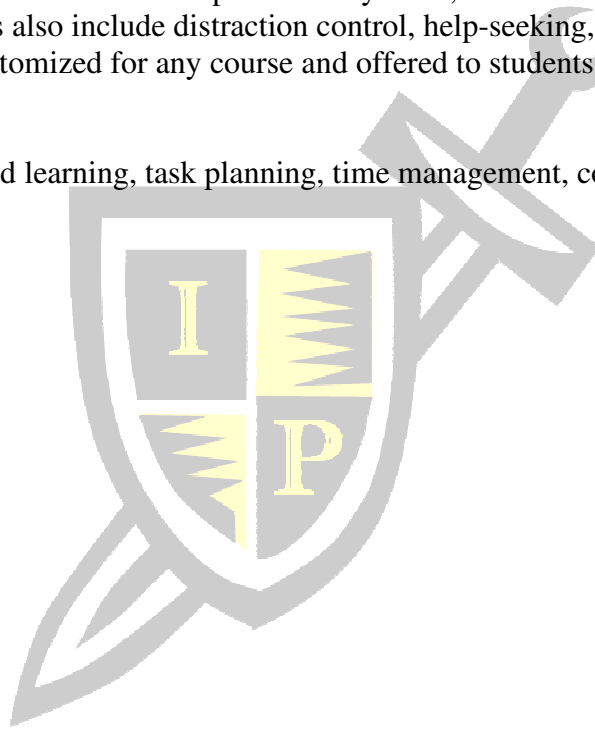 s also include distraction control, help-seeking,
tomized for any course and offered to students
d learning, task planning, time management, co
I
P